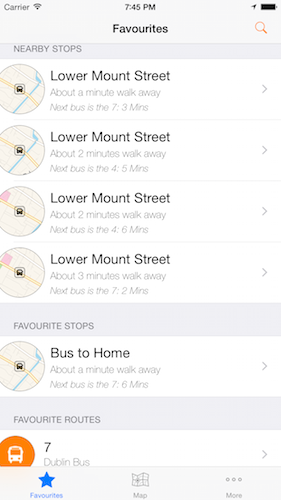 Carrier 7:45 PM
Favourites
NEARBY STOPS
Lower Mount Street
About a minute walk away
Next bus is the 7: 3 Mins
Lower Mount Street
About 2 minutes walk away
Next bus is the 4: 5 Mins
Lower Mount Street
About 2 minutes walk away
Next bus is the 4: 6 Mins
Lower Mount Street
About 3 minutes walk away
Next bus is the 7: 2 Mins
FAVOURITE STOPS
Bus to Home
About a minute walk away
Next bus is the 7: 6 Mins
FAVOURITE ROUTES
7
Dublin Bus
Favourites Map More